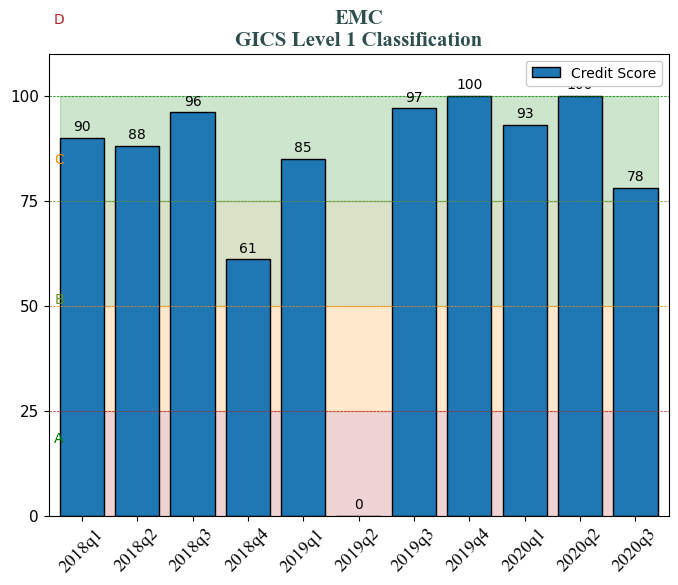 D
EMC
GICS Level 1 Classification
Credit Score
100
75
50
25
0
C
B
A
90
88
96
61
85
0
97
100
93
100
78
2018q1
2018q2
2018q3
2018q4
2019q1
2019q2
2019q3
2019q4
2020q1
2020q2
2020q3